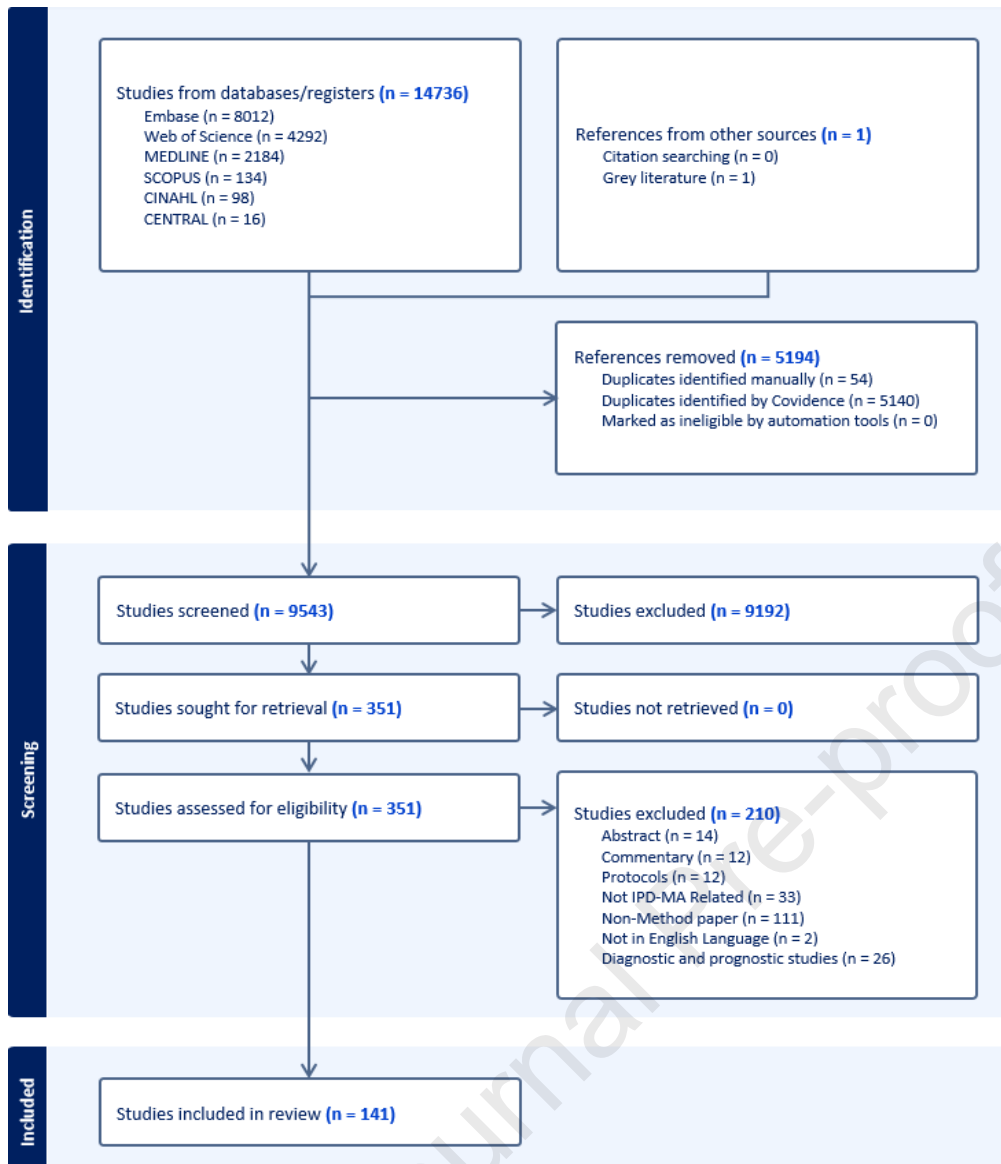 Identification
Studies from databases/registers (n = 14736)
Embase (n = 8012)
Web of Science (n = 4292)
MEDLINE (n = 2184)
SCOPUS (n = 134)
CINAHL (n = 98)
CENTRAL (n = 16)
References from other sources (n = 1)
Citation searching (n = 0)
Grey literature (n = 1)
References removed (n = 5194)
Duplicates identified manually (n = 54)
Duplicates identified by Covidence (n = 5140)
Marked as ineligible by automation tools (n = 0)
Screening
Studies screened (n = 9543)
Studies excluded (n = 9192)
Studies sought for retrieval (n = 351)
Studies not retrieved (n = 0)
Studies assessed for eligibility (n = 351)
Studies excluded (n = 210)
Abstract (n = 14)
Commentary (n = 12)
Protocols (n = 12)
Not IPD-MA Related (n = 33)
Non-Method paper (n = 111)
Not in English Language (n = 2)
Diagnostic and prognostic studies (n = 26)
Included
Studies included in review (n = 141)
urnal Pre-proof